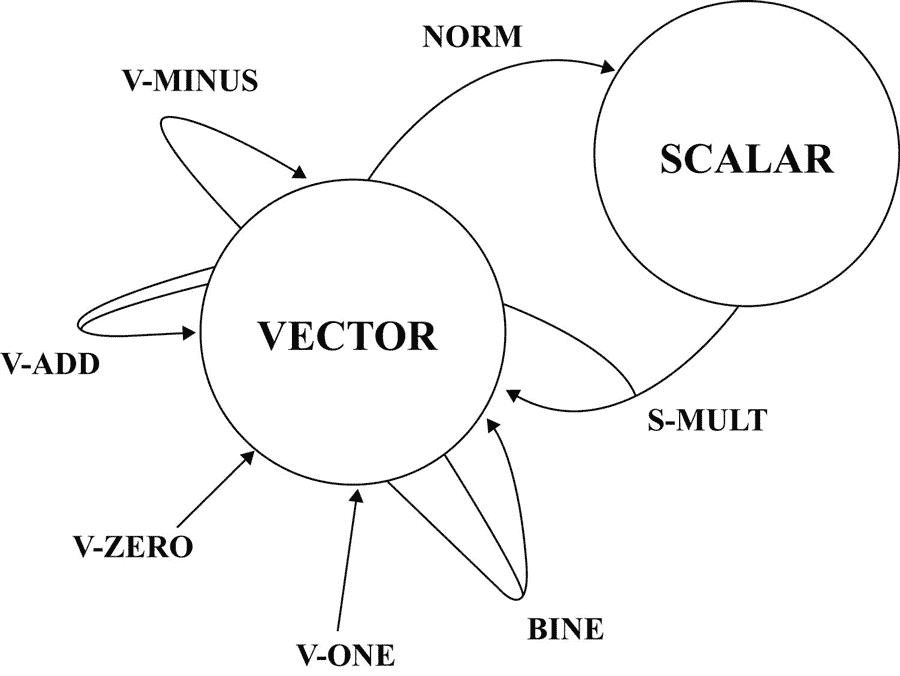 NORM
V-MINUS
SCALAR
VECTOR
V-ADD
S-MULT
V-ZERO
BINE
V-ONE